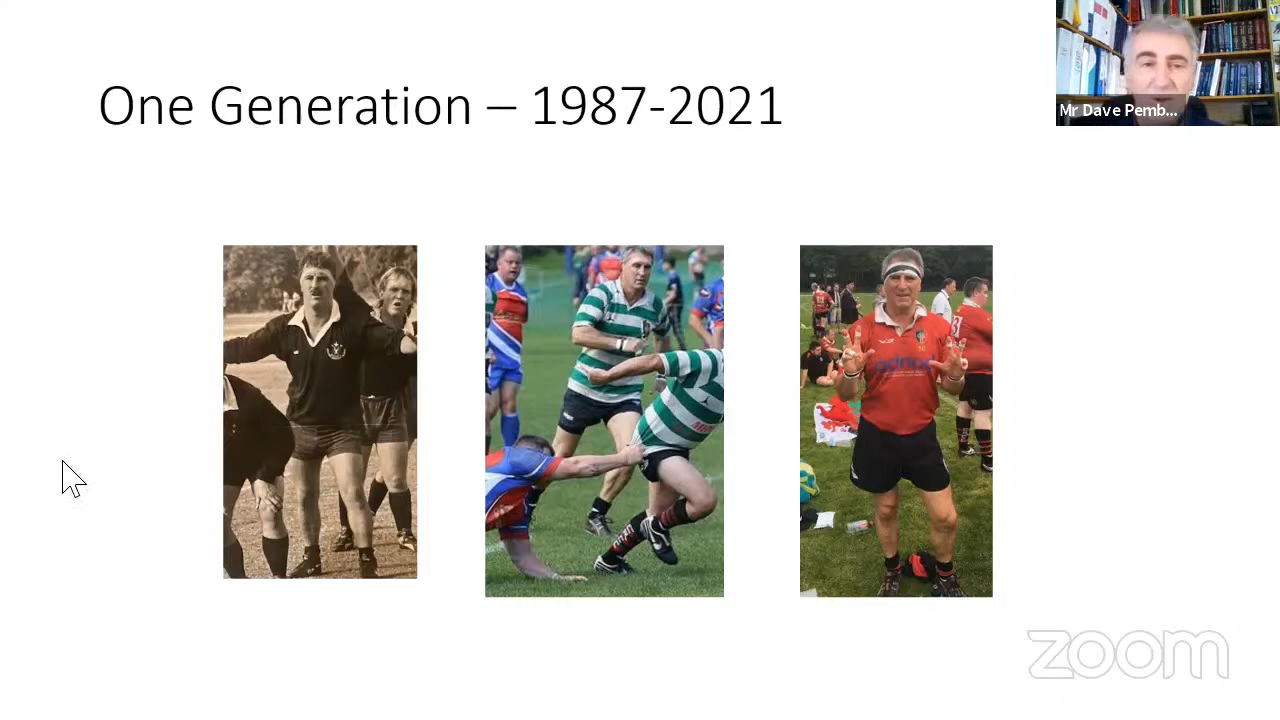 One Generation – 1987-2021
Mr Dave Pemb...
zoom